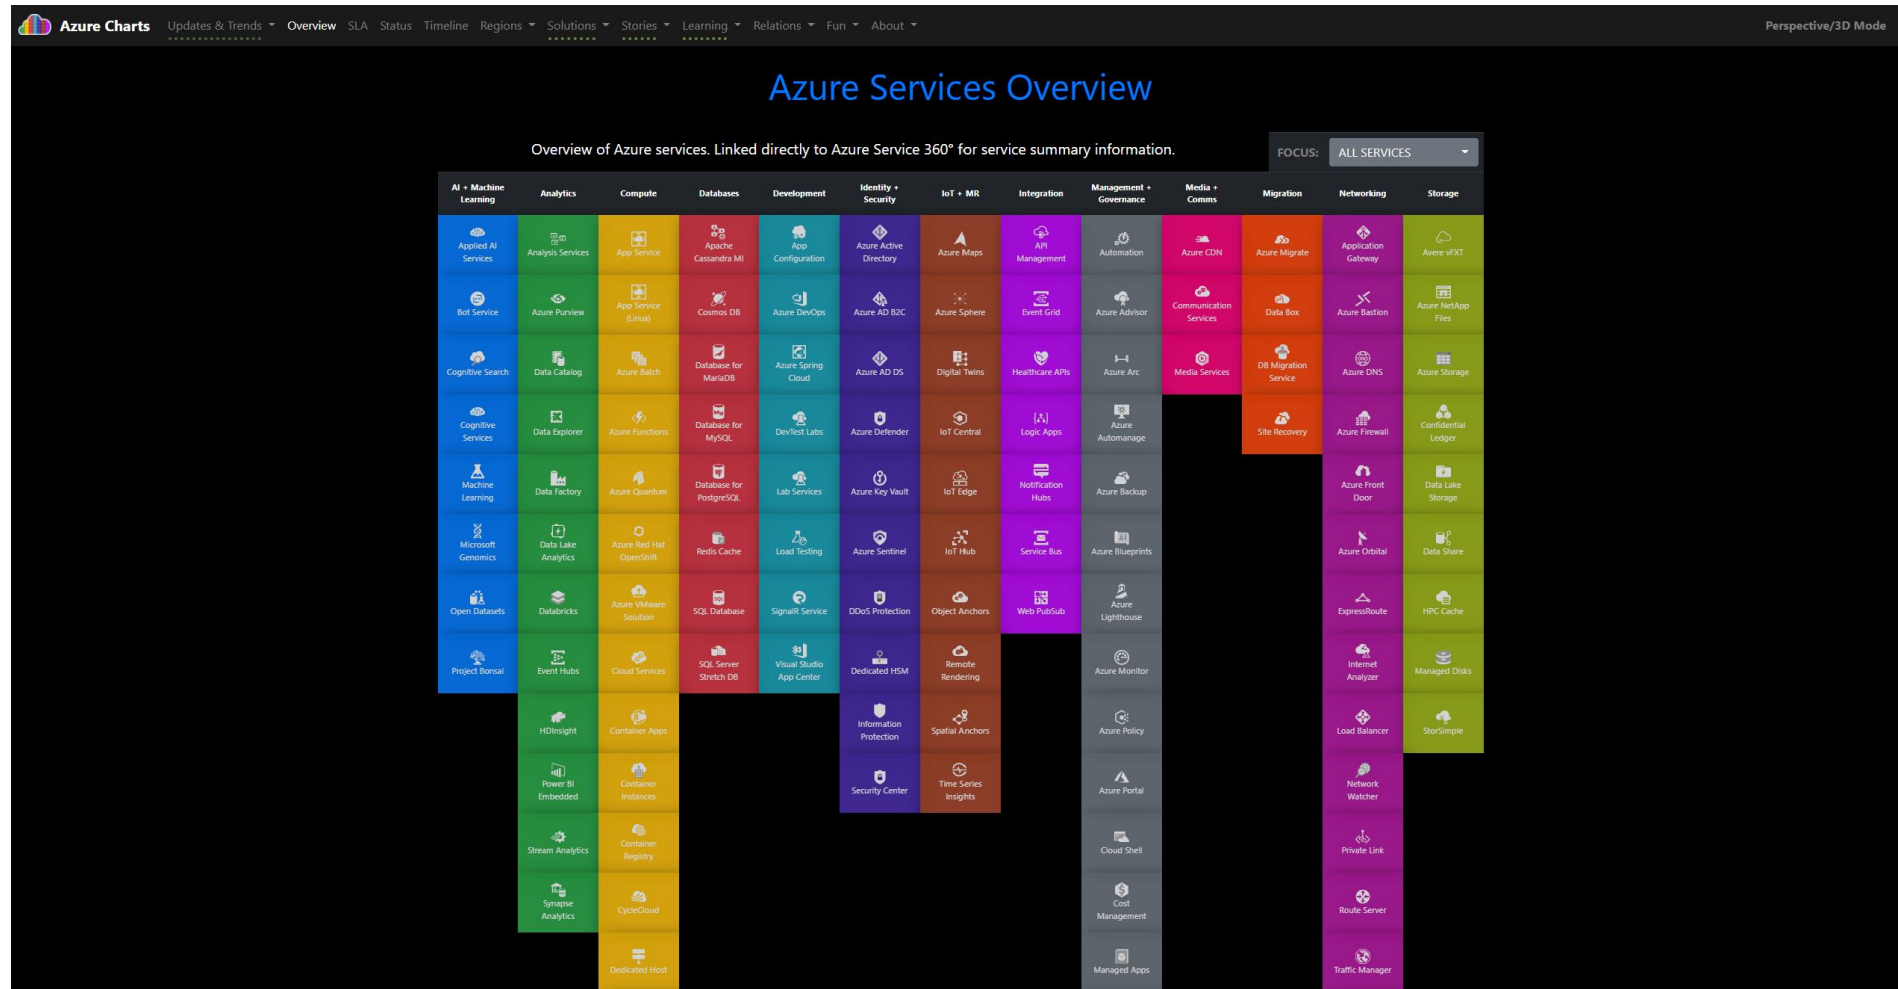 Azure Charts Updates & Trends Overview SLA Status Timeline Regions Solutions Stories Learning Relations Fun About Perspective/3D Mode
Azure Services Overview
Overview of Azure services. Linked directly to Azure Service 360° for service summary information.
FOCUS: ALL SERVICES
AI + Machine
Learning
Analytics
Compute
Databases
Development
Identity +
Security
IoT + MR
Integration
Management +
Governance
Media +
Comms
Migration
Networking
Storage
Applied AI
Services
Analysis Services
App Service
Apache
Cassandra MI
App
Configuration
Azure Active
Directory
Azure Maps
API
Management
Automation
Azure CDN
Azure Migrate
Application
Gateway
Avere vFXT
Bot Service
Azure Purview
App Service
(Linux)
Cosmos DB
Azure DevOps
Azure AD B2C
Azure Sphere
Event Grid
Azure Advisor
Communication
Services
Data Box
Azure Bastion
Azure NetApp
Files
Cognitive Search
Data Catalog
Azure Batch
Database for
MariaDB
Azure Spring
Cloud
Azure AD DS
Digital Twins
Healthcare APIs
Azure Arc
Media Services
DB Migration
Service
Azure DNS
Azure Storage
Cognitive
Services
Data Explorer
Azure Functions
Database for
MySQL
DevTest Labs
Azure Defender
IoT Central
Logic Apps
Azure
Automanage
Site Recovery
Azure Firewall
Confidential
Ledger
Machine
Learning
Data Factory
Azure Quantum
Database for
PostgreSQL
Lab Services
Azure Key Vault
IoT Edge
Notification
Hubs
Azure Backup
Azure Front
Door
Data Lake
Storage
Microsoft
Genomics
Data Lake
Analytics
Azure Red Hat
OpenShift
Redis Cache
Load Testing
Azure Sentinel
IoT Hub
Service Bus
Azure Blueprints
Azure Orbital
Data Share
Open Datasets
Databricks
Azure VMware
Solution
SQL Database
SignalR Service
DDoS Protection
Object Anchors
Web PubSub
Azure
Lighthouse
ExpressRoute
HPC Cache
Project Bonsai
Event Hubs
Cloud Services
SQL Server
Stretch DB
Visual Studio
App Center
Dedicated HSM
Remote
Rendering
Azure Monitor
Internet
Analyzer
Managed Disks
HDInsight
Container Apps
Information
Protection
Spatial Anchors
Azure Policy
Load Balancer
StorSimple
Power BI
Embedded
Container
Instances
Security Center
Time Series
Insights
Azure Portal
Network
Watcher
Stream Analytics
Container
Registry
Cloud Shell
Private Link
Synapse
Analytics
CycleCloud
Cost
Management
Route Server
Dedicated Host
Managed Apps
Traffic Manager